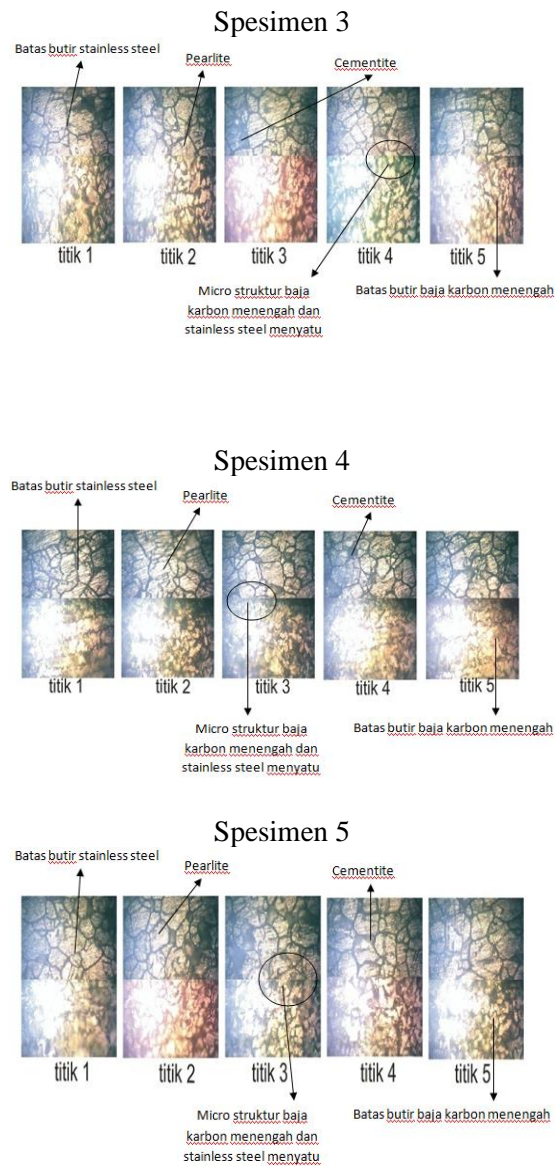 Spesimen 3
Batas butir stainless steel
Pearlite
Cementite
titik 1
titik 2
titik 3
titik 4
titik 5
Micro struktur baja
karbon menengah dan
stainless steel menyatu
Batas butir baja karbon menengah
Spesimen 4
Batas butir stainless steel
Pearlite
Cementite
titik 1
titik 2
titik 3
titik 4
titik 5
Micro struktur baja
karbon menengah dan
stainless steel menyatu
Batas butir baja karbon menengah
Spesimen 5
Batas butir stainless steel
Pearlite
Cementite
titik 1
titik 2
titik 3
titik 4
titik 5
Micro struktur baja
karbon menengah dan
stainless steel menyatu
Batas butir baja karbon menengah